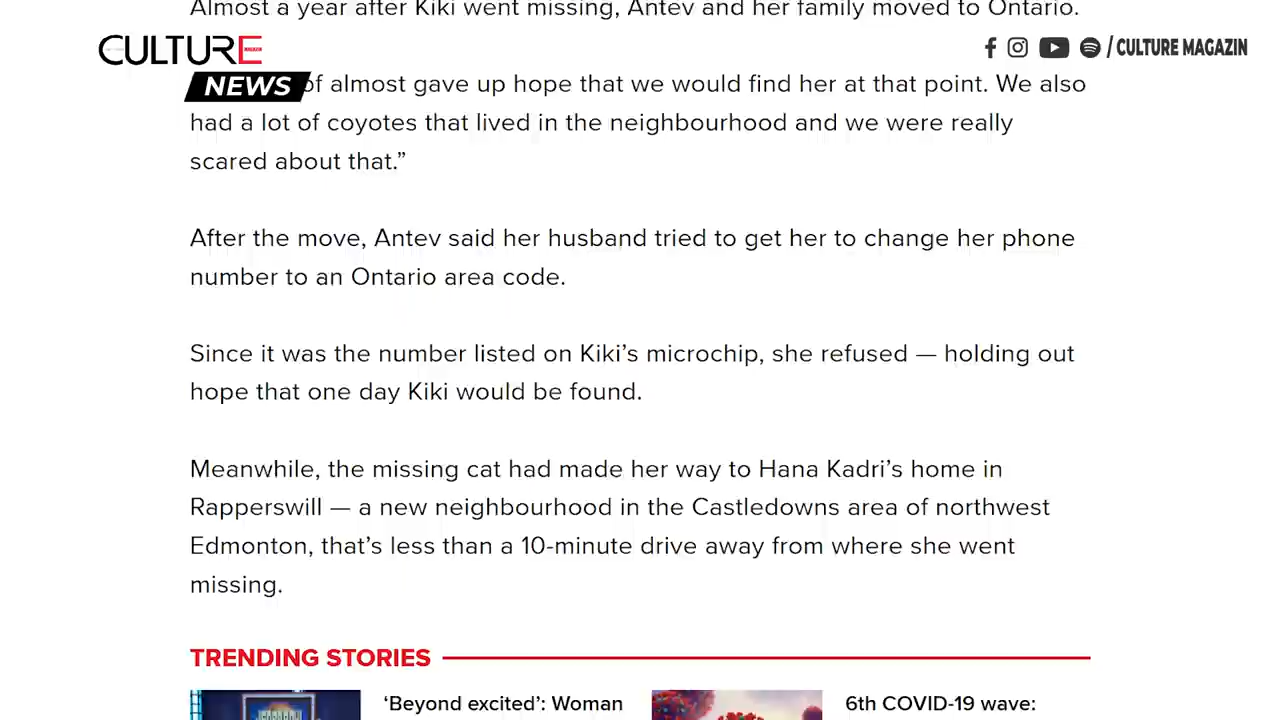 Almost a year after Kiki went missing, Antev and her family moved to Ontario.
CULTURE
/ CULTURE MAGAZIN
NEWS
of almost gave up hope that we would find her at that point. We also
had a lot of coyotes that lived in the neighbourhood and we were really
scared about that.”
After the move, Antev said her husband tried to get her to change her phone
number to an Ontario area code.
Since it was the number listed on Kiki’s microchip, she refused — holding out
hope that one day Kiki would be found.
Meanwhile, the missing cat had made her way to Hana Kadri’s home in
Rapperswill — a new neighbourhood in the Castledowns area of northwest
Edmonton, that’s less than a 10-minute drive away from where she went
missing.
TRENDING STORIES
‘Beyond excited’: Woman
6th COVID-19 wave: